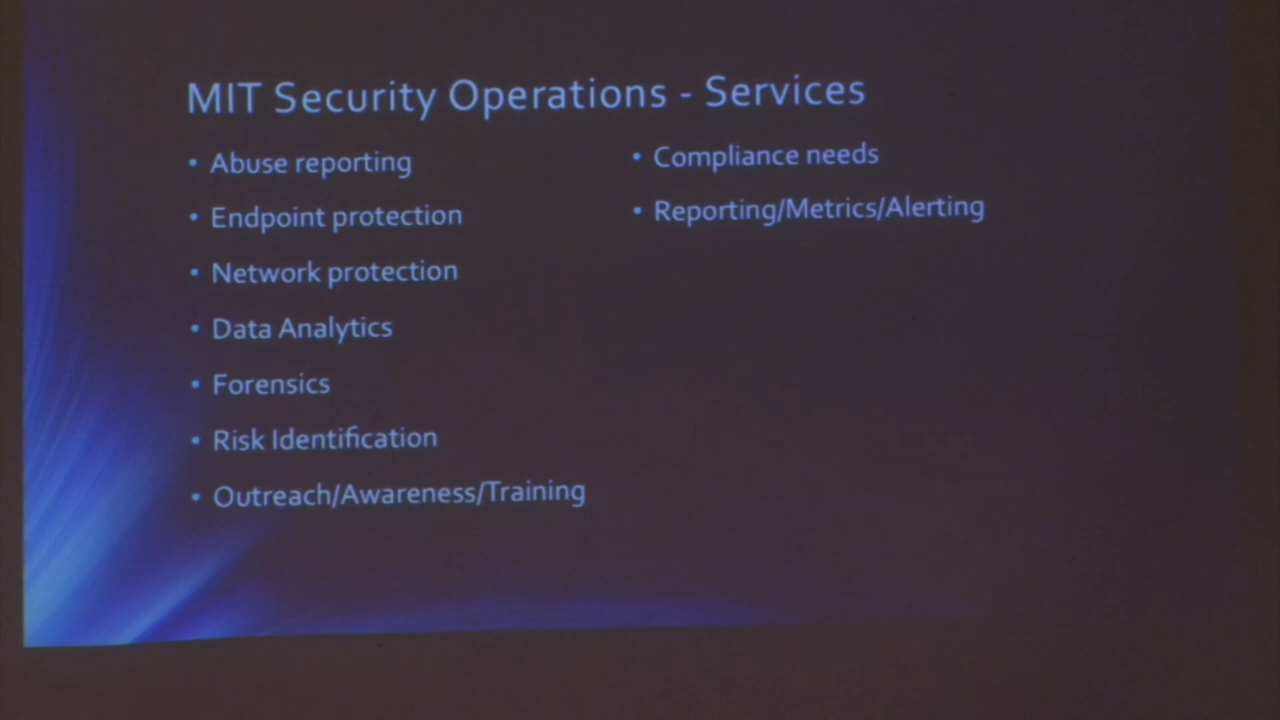 MIT Security Operations - Services
• Abuse reporting
• Endpoint protection
• Network protection
• Data Analytics
• Forensics
• Risk Identification
• Outreach/Awareness/Training
• Compliance needs
• Reporting/Metrics/Alerting